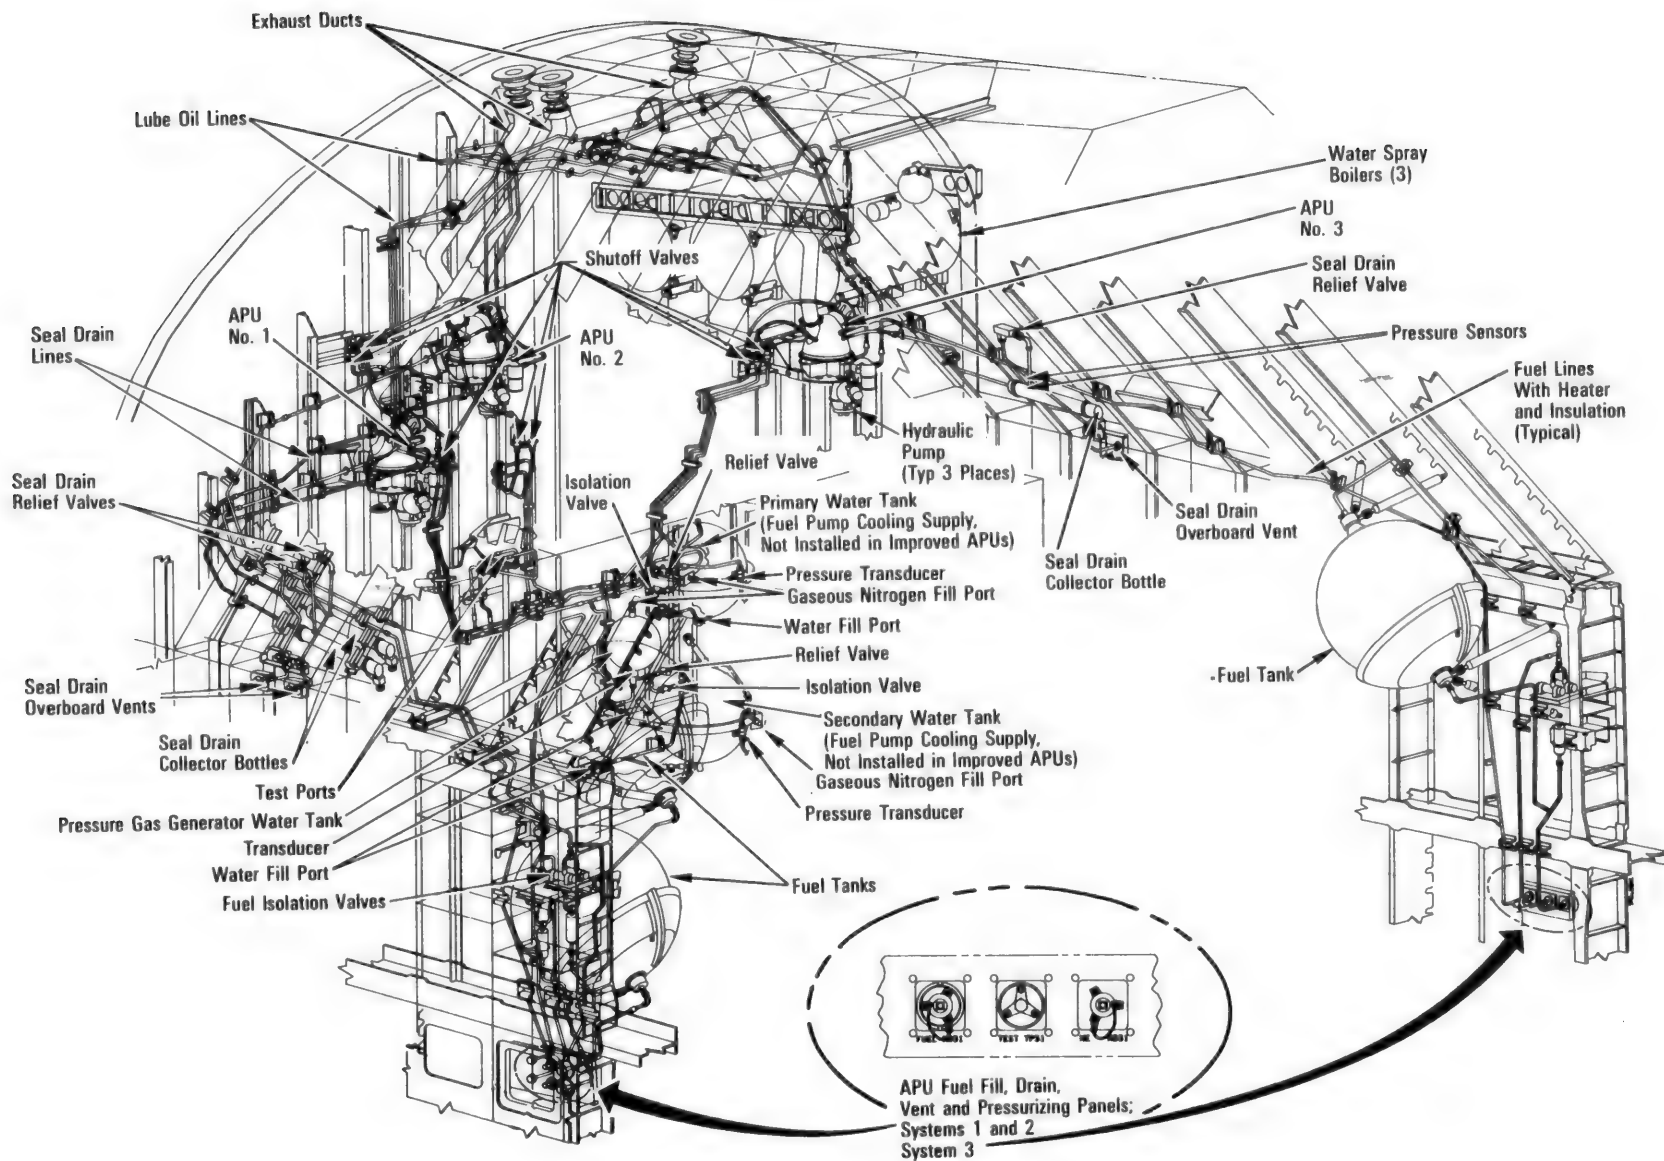 Exhaust Ducts
Lube Oil Lines
Water Spray
Boilers (3)
APU
No. 3
Shutoff Valves
Seal Drain
Relief Valve
APU
No. 1
Seal Drain
Lines
APU
No. 2
Pressure Sensors
Fuel Lines
With Heater
and Insulation
(Typical)
Hydraulic
Pump
(Typ 3 Places)
Relief Valve
Isolation
Valve
Seal Drain
Relief Valves
Primary Water Tank
(Fuel Pump Cooling Supply,
Not Installed in Improved APUs)
Seal Drain
Overboard Vent
Seal Drain
Collector Bottle
Pressure Transducer
Gaseous Nitrogen Fill Port
Water Fill Port
Relief Valve
Isolation Valve
-Fuel Tank
Seal Drain
Overboard Vents
Secondary Water Tank
(Fuel Pump Cooling Supply,
Not Installed in Improved APUs)
Gaseous Nitrogen Fill Port
Seal Drain
Collector Bottles
Test Ports
Pressure Transducer
Pressure Gas Generator Water Tank
Transducer
Water Fill Port
Fuel Isolation Valves
Fuel Tanks
FUEL
TEST TP31
APU Fuel Fill, Drain,
Vent and Pressurizing Panels;
Systems 1 and 2
System 3